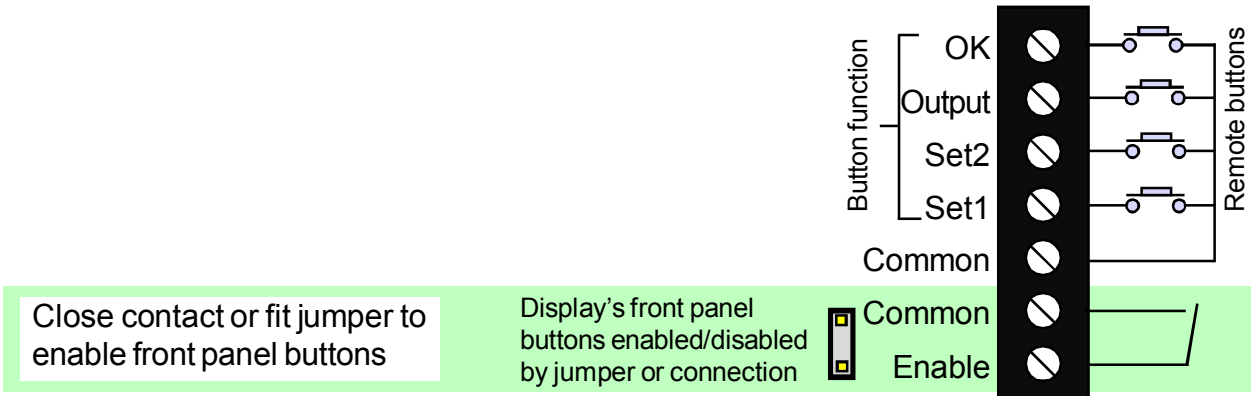 Button function
OK
Output
Set2
Set1
Common
Remote buttons
Close contact or fit jumper to
enable front panel buttons
Display's front panel
buttons enabled/disabled
by jumper or connection
Common
Enable